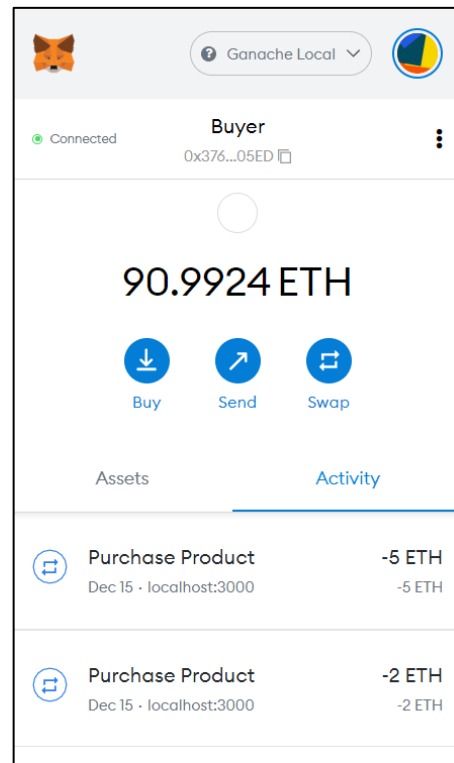 Ganache Local
Connected
Buyer
0x376...05ED
90.9924 ETH
Buy Send Swap
Assets Activity
Purchase Product -5 ETH
Dec 15 · localhost:3000 -5 ETH
Purchase Product -2 ETH
Dec 15 · localhost:3000 -2 ETH